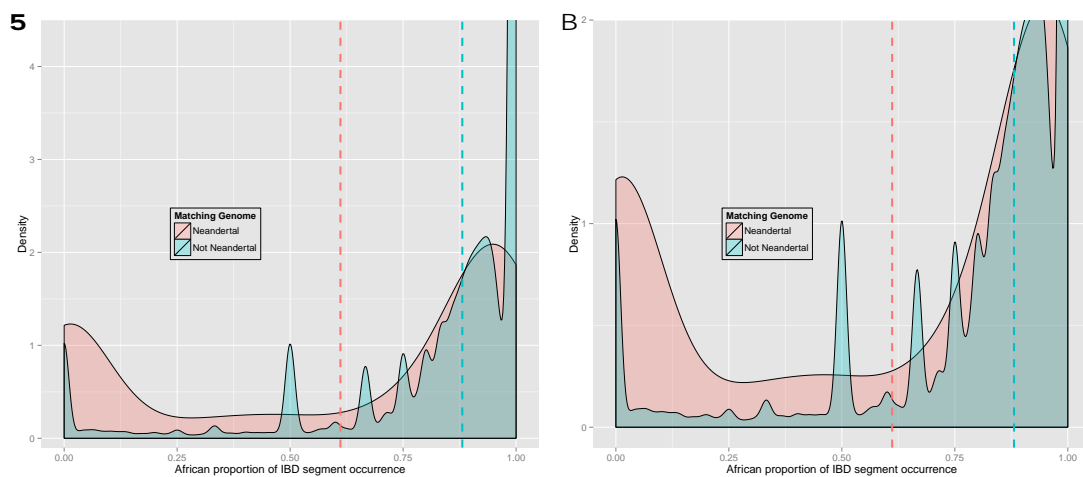 5
4
3
2
1
0
Density
Matching Genome
Neandertal
Not Neandertal
0.00 0.25 0.50 0.75 1.00
African proportion of IBD segment occurrence
B
2
1
0
Density
Matching Genome
Neandertal
Not Neandertal
0.00 0.25 0.50 0.75 1.00
African proportion of IBD segment occurrence